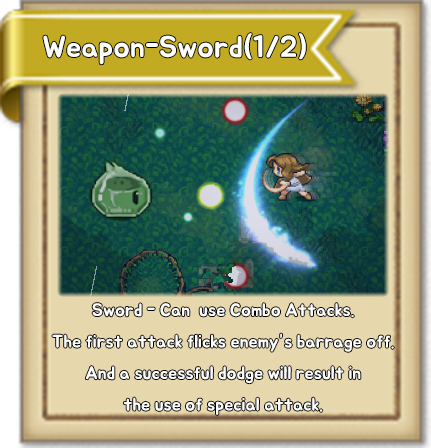 Weapon-Sword(1/2)
Sword - Can use Combo Attacks.
The first attack flicks enemy's barrage off.
And a successful dodge will result in
the use of special attack.